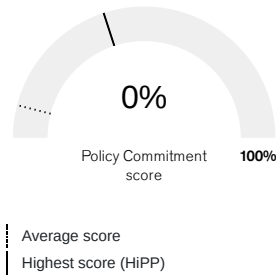 0%
Policy Commitment
score
100%
Average score
Highest score (HiPP)